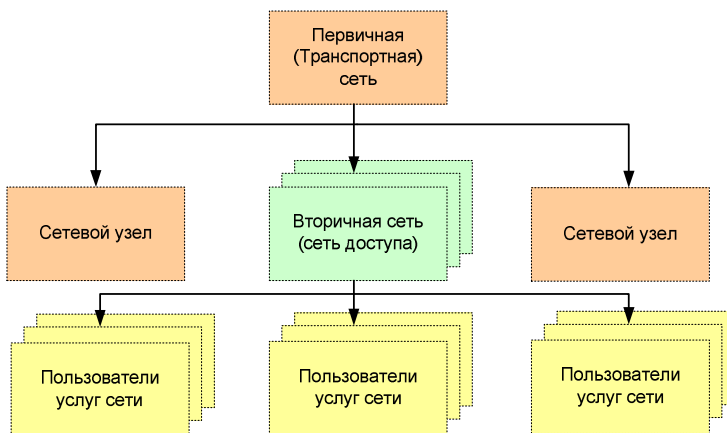 Первичная
(Транспортная)
сеть
Сетевой узел
Вторичная сеть
(сеть доступа)
Сетевой узел
Пользователи
услуг сети
Пользователи
услуг сети
Пользователи
услуг сети